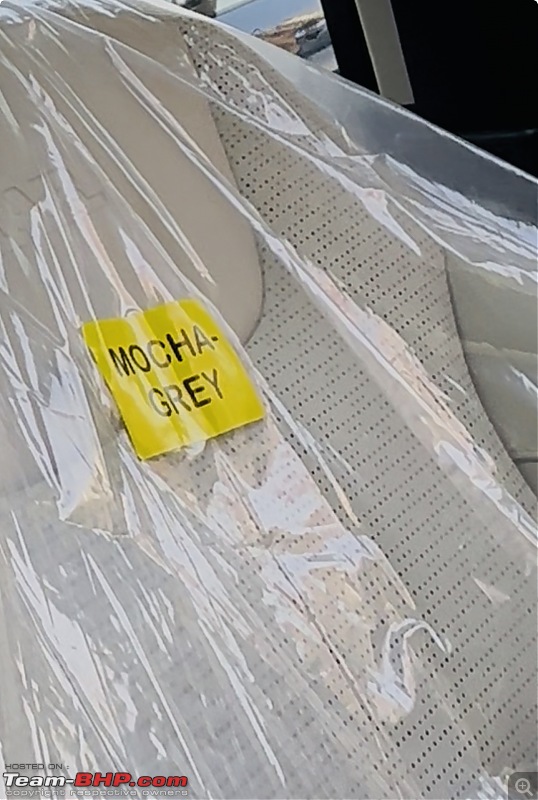 MOCHA-
GREY
HOSTED ON :
Team-BHP.com
copyright respective owners